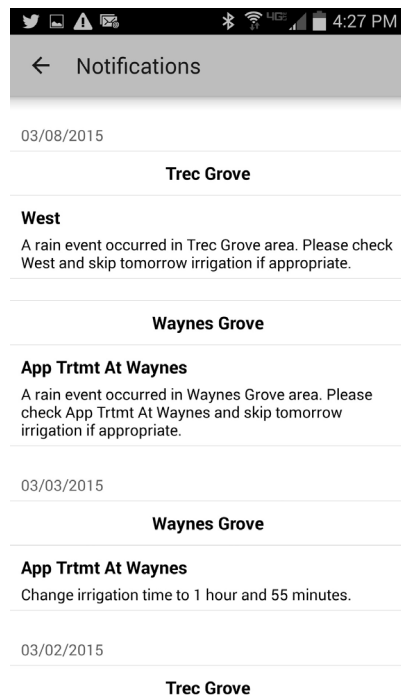 4G 4:27 PM
Notifications
03/08/2015
Trec Grove
West
A rain event occurred in Trec Grove area. Please check
West and skip tomorrow irrigation if appropriate.
Waynes Grove
App Trtmt At Waynes
A rain event occurred in Waynes Grove area. Please
check App Trtmt At Waynes and skip tomorrow
irrigation if appropriate.
03/03/2015
Waynes Grove
App Trtmt At Waynes
Change irrigation time to 1 hour and 55 minutes.
03/02/2015
Trec Grove